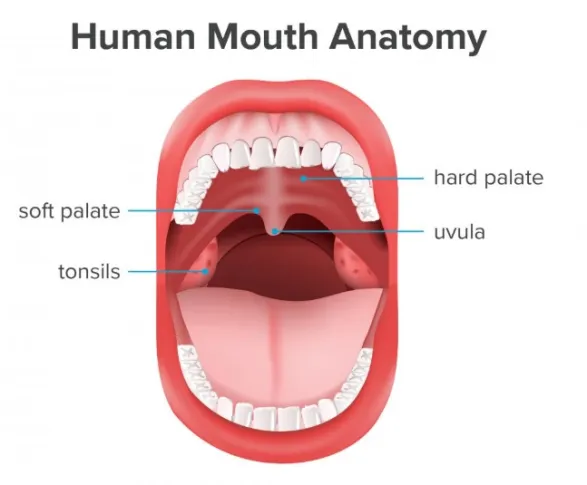 Human Mouth Anatomy
hard palate
soft palate
uvula
tonsils